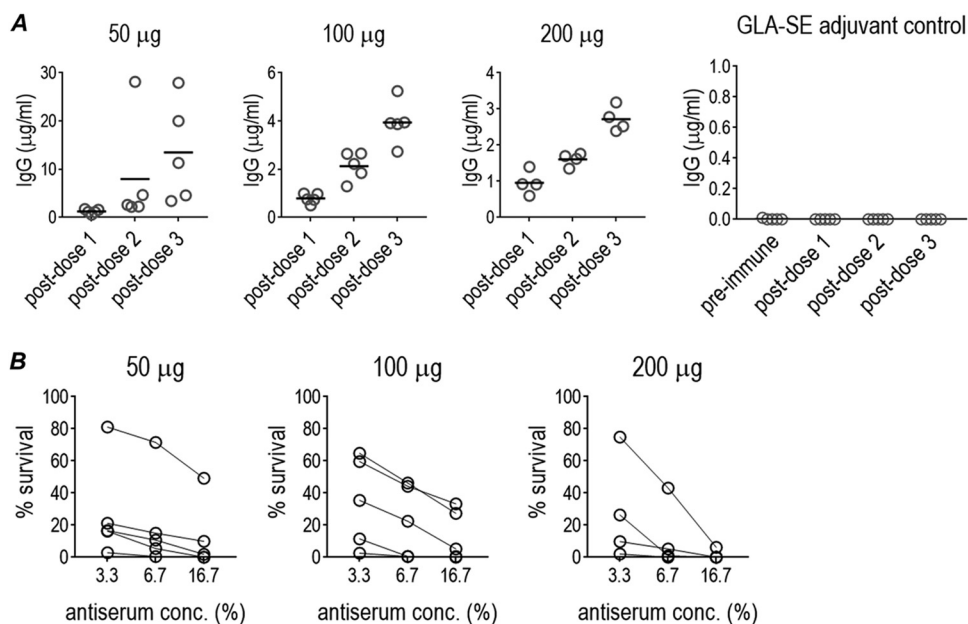 A
50 μg
IgG (μg/ml)
30
20
10
0
post-dose 1
post-dose 2
post-dose 3
100 μg
IgG (μg/ml)
6
4
2
0
post-dose 1
post-dose 2
post-dose 3
200 μg
IgG (μg/ml)
4
3
2
1
0
post-dose 1
post-dose 2
post-dose 3
GLA-SE adjuvant control
IgG (μg/ml)
1.0
0.8
0.6
0.4
0.2
0.0
pre-immune
post-dose 1
post-dose 2
post-dose 3
B
50 μg
% survival
100
80
60
40
20
0
3.3 6.7 16.7
antiserum conc. (%)
100 μg
% survival
100
80
60
40
20
0
3.3 6.7 16.7
antiserum conc. (%)
200 μg
% survival
100
80
60
40
20
0
3.3 6.7 16.7
antiserum conc. (%)